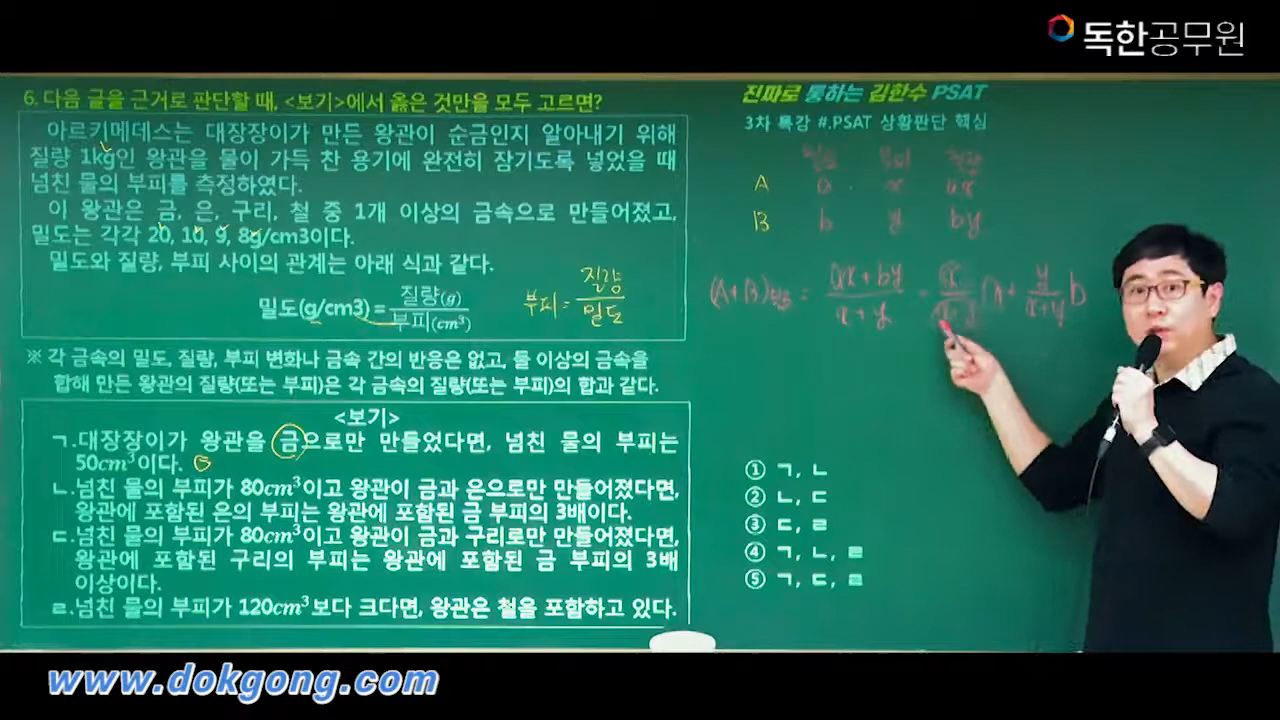 독한공무원
6. 다음 글을 근거로 판단할 때, <보기>에서 옳은 것만을 모두 고르면?
아르키메데스는 대장장이가 만든 왕관이 순금인지 알아내기 위해
질량 1kg인 왕관을 물이 가득 찬 용기에 완전히 잠기도록 넣었을 때
넘친 물의 부피를 측정하였다.
이 왕관은 금, 은, 구리, 철 중 1개 이상의 금속으로 만들어졌고,
밀도는 각각 20, 10, 9, 8g/cm3이다.
밀도와 질량, 부피 사이의 관계는 아래 식과 같다.
밀도(g/cm3) = 질량(g) / 부피(cm³)
부피 = 질량 / 밀도
※ 각 금속의 밀도, 질량, 부피 변화나 금속 간의 반응은 없고, 둘 이상의 금속을
합해 만든 왕관의 질량(또는 부피)은 각 금속의 질량(또는 부피)의 합과 같다.
<보기>
ㄱ.대장장이가 왕관을 금으로만 만들었다면, 넘친 물의 부피는
50cm³이다.
ㄴ.넘친 물의 부피가 80cm³이고 왕관이 금과 은으로만 만들어졌다면,
왕관에 포함된 은의 부피는 왕관에 포함된 금 부피의 3배이다.
ㄷ.넘친 물의 부피가 80cm³이고 왕관이 금과 구리로만 만들어졌다면,
왕관에 포함된 구리의 부피는 왕관에 포함된 금 부피의 3배
이상이다.
ㄹ.넘친 물의 부피가 120cm³보다 크다면, 왕관은 철을 포함하고 있다.
진짜로 통하는 김한수 PSAT
3차 특강 #.PSAT 상황판단 핵심
밀도 부피 질량
A a x ax
B b y by
(A+B)밀도 = ax+by / x+y = a+ y / x+y b
① ㄱ, ㄴ
② ㄴ, ㄷ
③ ㄷ, ㄹ
④ ㄱ, ㄴ, ㄹ
⑤ ㄱ, ㄷ, ㄹ
www.dokgong.com